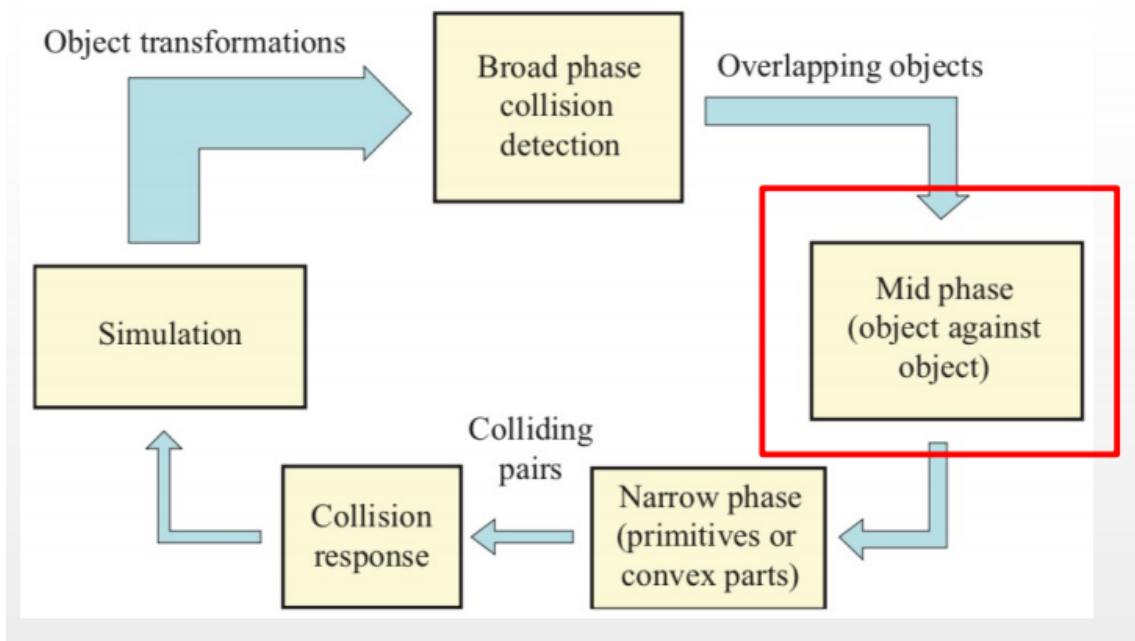 Object transformations
Broad phase
collision
detection
Overlapping objects
Mid phase
(object against
object)
Simulation
Colliding
pairs
Narrow phase
(primitives or
convex parts)
Collision
response